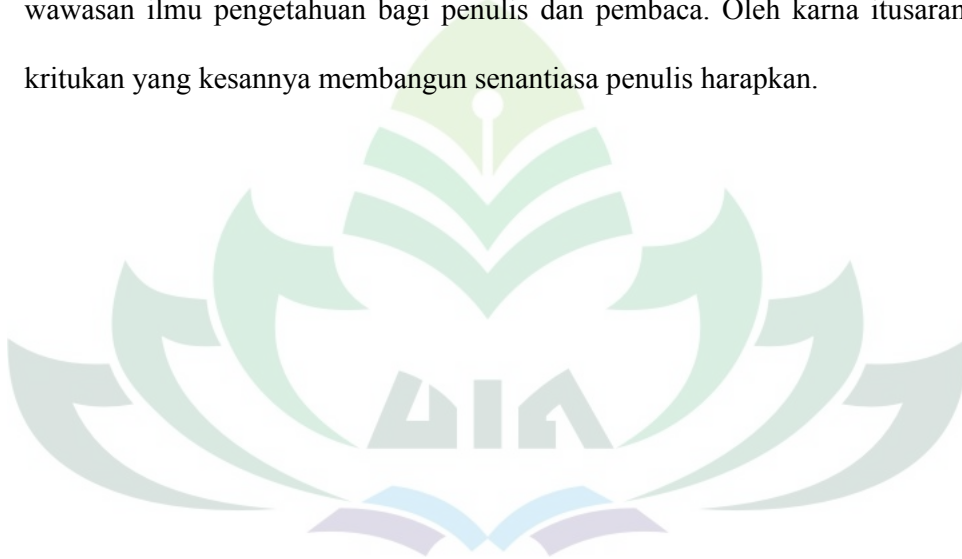 wawasan ilmu pengetahuan bagi penulis dan pembaca. Oleh karna itusaran
kritukan yang kesannya membangun senantiasa penulis harapkan.